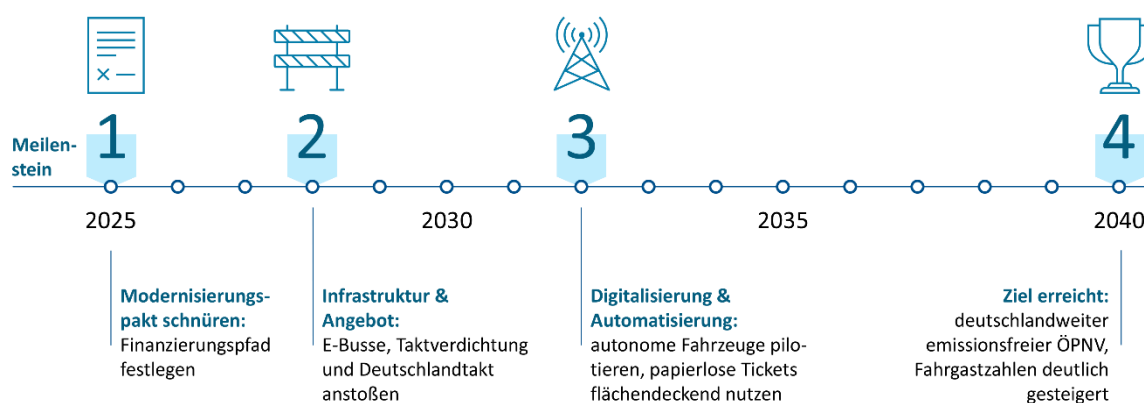 1
2
3
4
Meilen-
stein
2025
2030
2035
2040
Modernisierungs-
pakt schnüren:
Finanzierungspfad
festlegen
Infrastruktur &
Angebot:
E-Busse, Taktverdichtung
und Deutschlandtakt
anstoßen
Digitalisierung &
Automatisierung:
autonome Fahrzeuge pilo-
tieren, papierlose Tickets
flächendeckend nutzen
Ziel erreicht:
deutschlandweiter
emissionsfreier ÖPNV,
Fahrgastzahlen deutlich
gesteigert